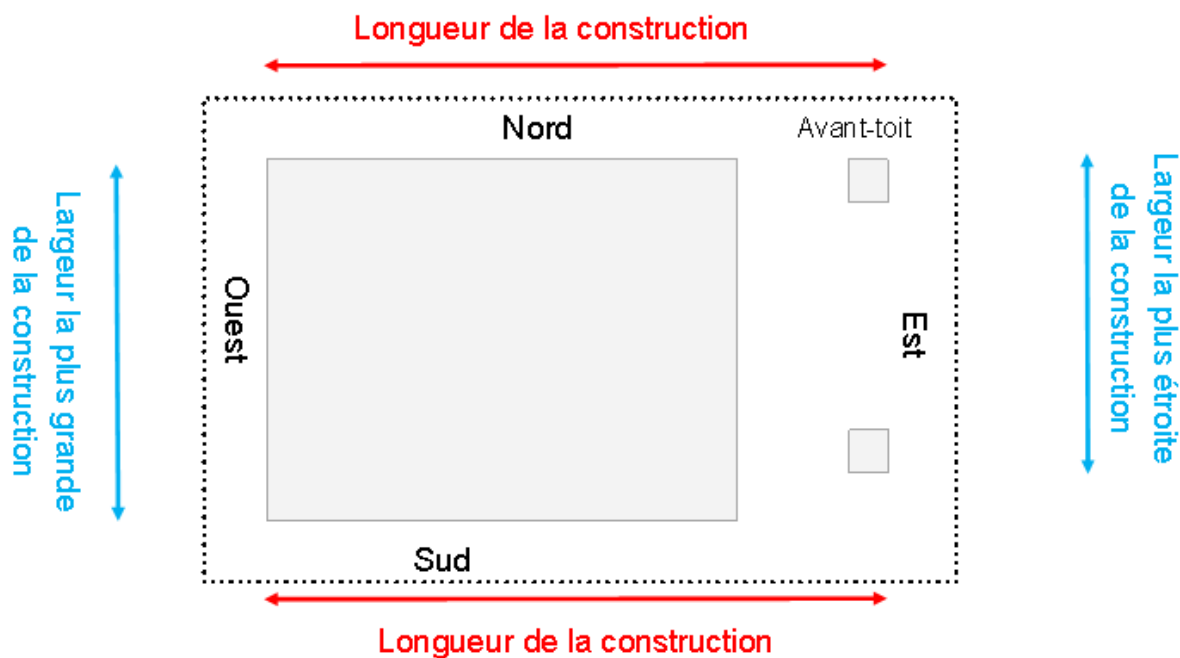 Longueur de la construction
Nord
Avant-toit
Largeur la plus grande
de la construction
Ouest
Est
Largeur la plus étroite
de la construction
Sud
Longueur de la construction